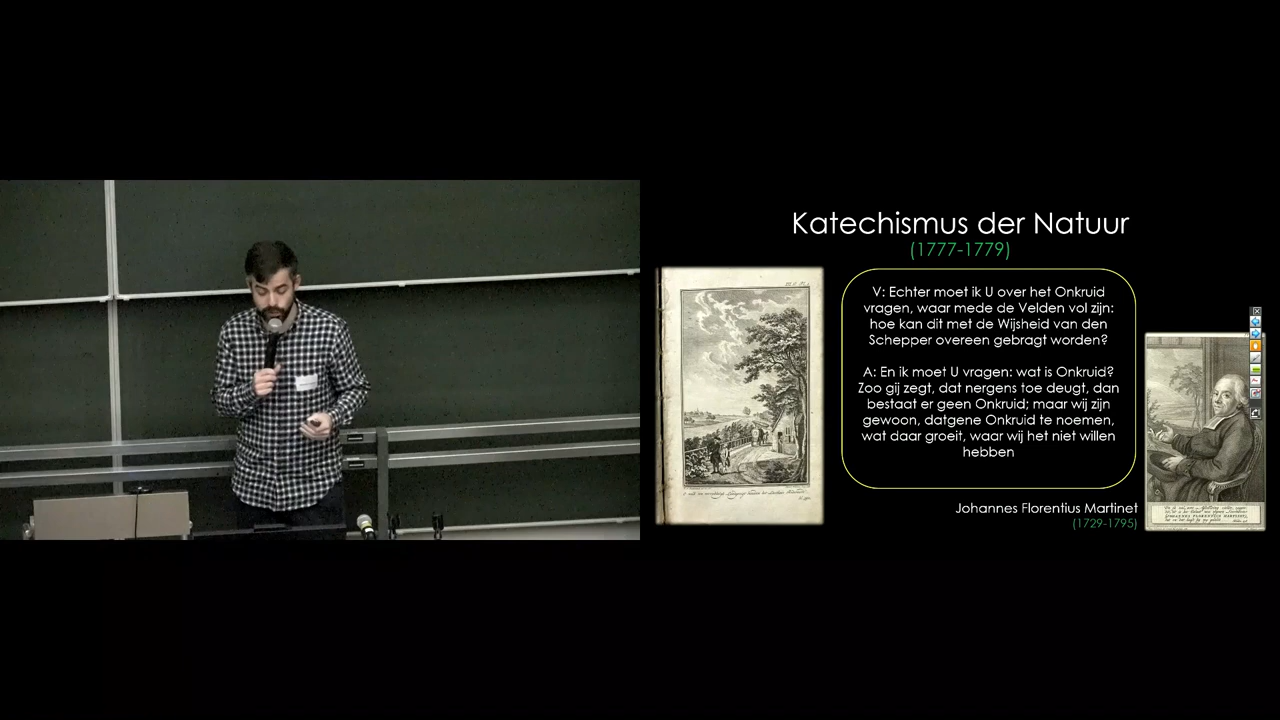 Katechismus der Natuur
(1777-1779)
V: Echter moet ik U over het Onkruid
vragen, waar mede de Velden vol zijn:
hoe kan dit met de Wijsheid van den
Schepper overeen gebragt worden?
A: En ik moet U vragen: wat is Onkruid?
Zoo gij zegt, dat nergens toe deugt, dan
bestaat er geen Onkruid; maar wij zijn
gewoon, datgene Onkruid te noemen,
wat daar groeit, waar wij het niet willen
hebben
Johannes Florentius Martinet
(1729-1795)